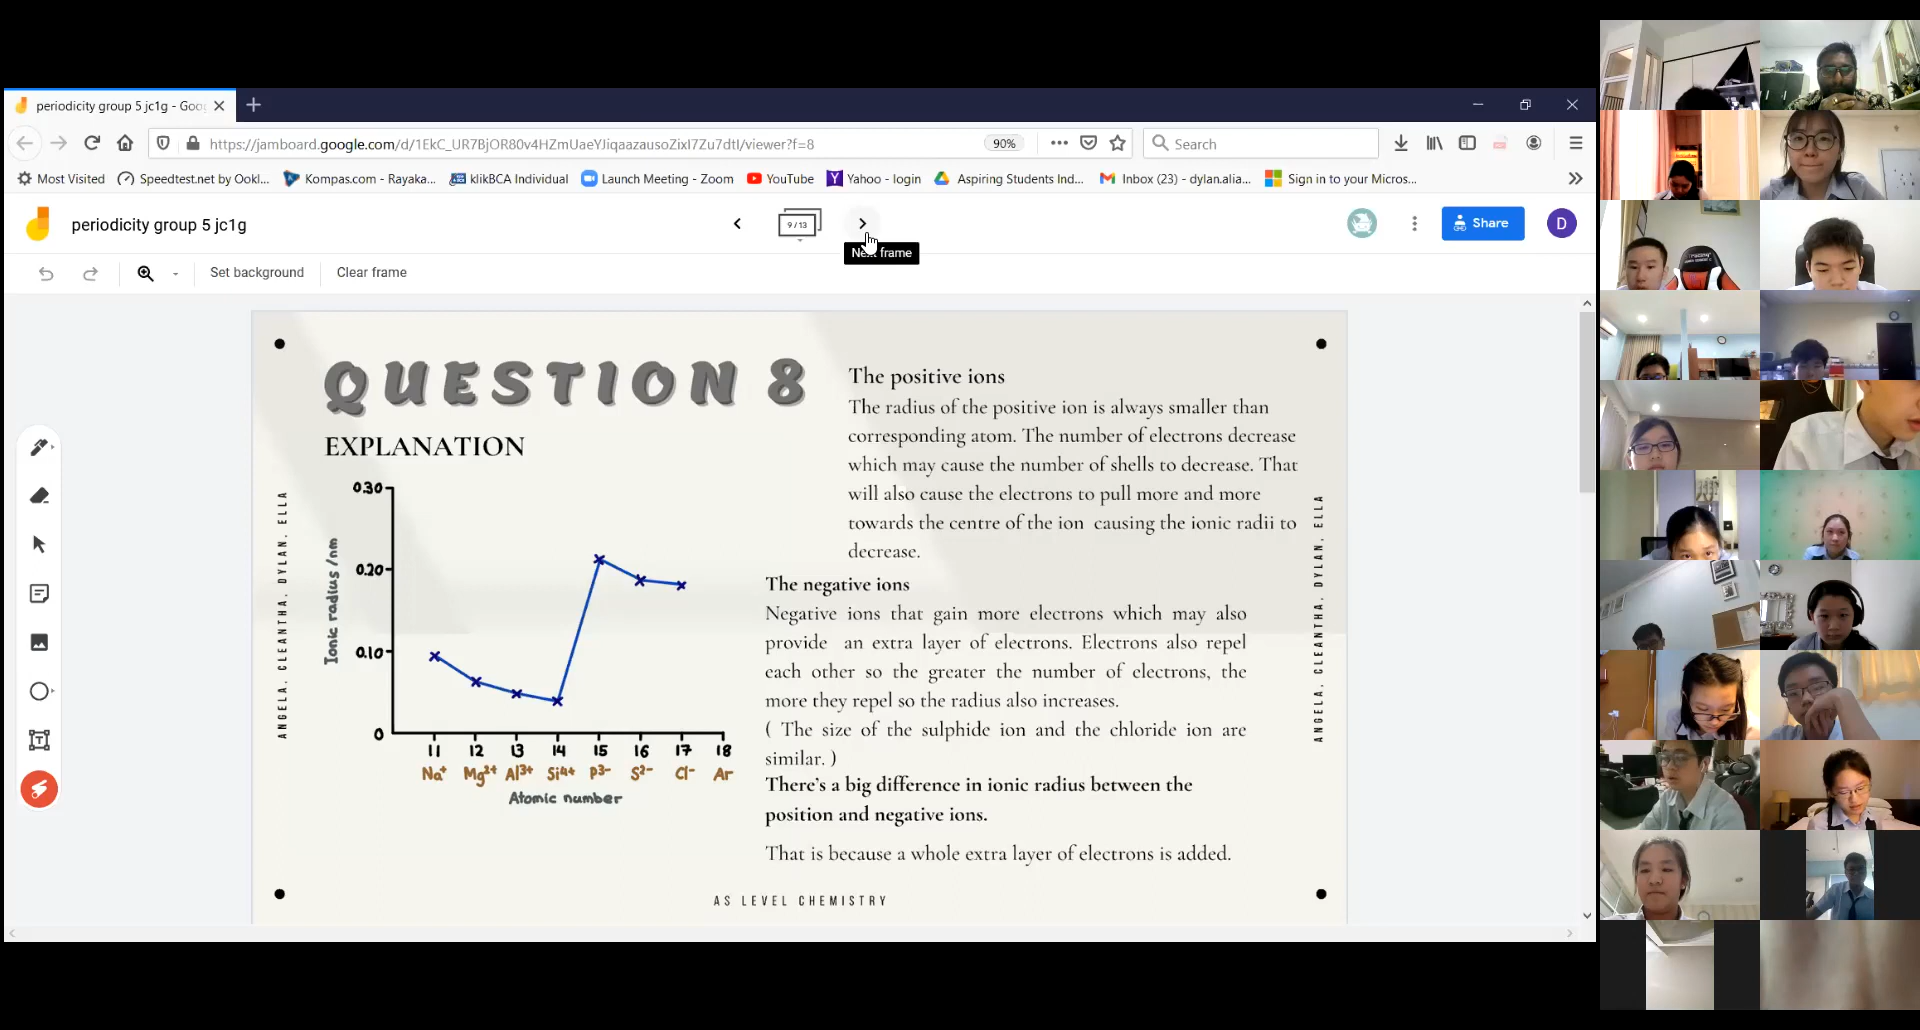 periodicity group 5 jc1g - Goo
https://jamboard.google.com/d/1EkC_UR7BjOR80v4HZmUaeYJiqaazausoZixI7Zu7dtI/viewer?f=8
90%
Search
Most Visited
Speedtest.net by Ookl...
Kompas.com - Rayaka...
klikBCA Individual
Launch Meeting - Zoom
YouTube
Yahoo - login
Aspiring Students Ind...
Inbox (23) - dylan.alia...
Sign in to your Micros...
periodicity group 5 jc1g
9 / 13
Share
D
Next frame
Set background
Clear frame
QUESTION 8
EXPLANATION
ANGELA, CLEANTHA, DYLAN, ELLA
Ionic radius /nm
0.30
0.20
0.10
0
11 12 13 14 15 16 17 18
Na+ Mg2+ Al3+ Si4+ P3- S2- Cl- Ar
Atomic number
The positive ions
The radius of the positive ion is always smaller than
corresponding atom. The number of electrons decrease
which may cause the number of shells to decrease. That
will also cause the electrons to pull more and more
towards the centre of the ion causing the ionic radii to
decrease.
The negative ions
Negative ions that gain more electrons which may also
provide an extra layer of electrons. Electrons also repel
each other so the greater the number of electrons, the
more they repel so the radius also increases.
( The size of the sulphide ion and the chloride ion are
similar. )
There's a big difference in ionic radius between the
position and negative ions.
That is because a whole extra layer of electrons is added.
ANGELA, CLEANTHA, DYLAN, ELLA
AS LEVEL CHEMISTRY